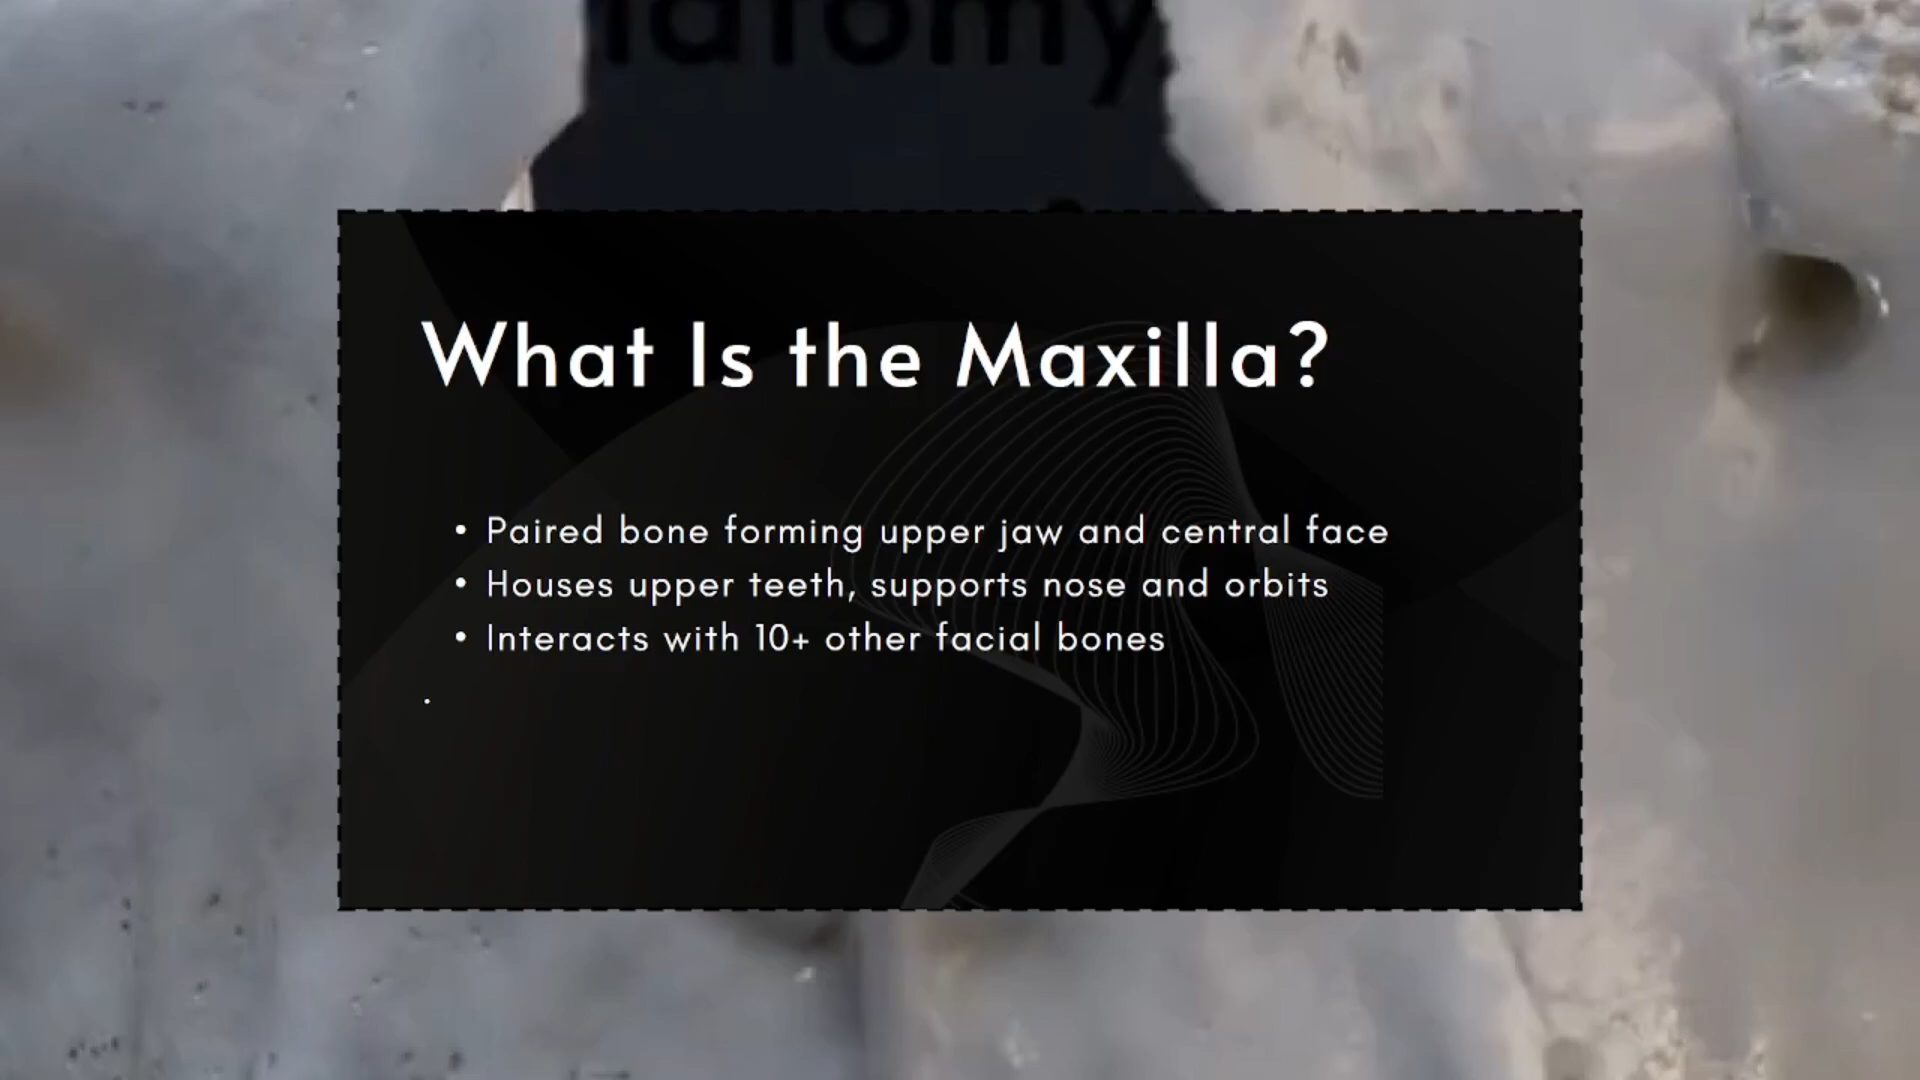 What Is the Maxilla?
• Paired bone forming upper jaw and central face
• Houses upper teeth, supports nose and orbits
• Interacts with 10+ other facial bones
.